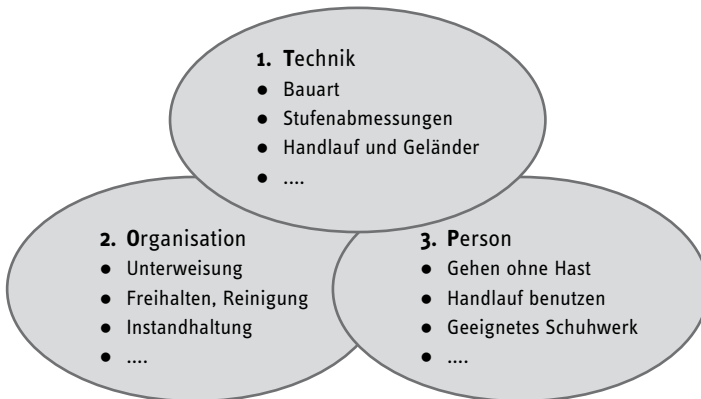 1. Technik
● Bauart
● Stufenabmessungen
● Handlauf und Geländer
● ....
2. Organisation
● Unterweisung
● Freihalten, Reinigung
● Instandhaltung
● ....
3. Person
● Gehen ohne Hast
● Handlauf benutzen
● Geeignetes Schuhwerk
● ....